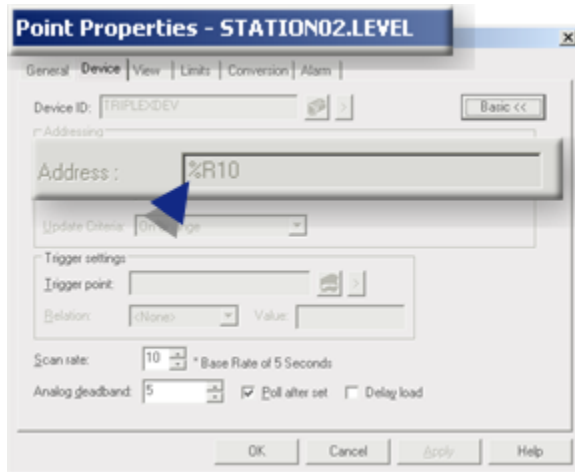 Point Properties - STATION02.LEVEL
General Device View Limits Conversion Alarm
Device ID: TRIPLEXDEV > Basic <<
Addressing
Address : %R10
Update Criteria: On Change
Trigger settings
Trigger point: >
Relation: <None> Value:
Scan rate: 10 * Base Rate of 5 Seconds
Analog deadband: 5 Poll after set Delay load
OK Cancel Apply Help